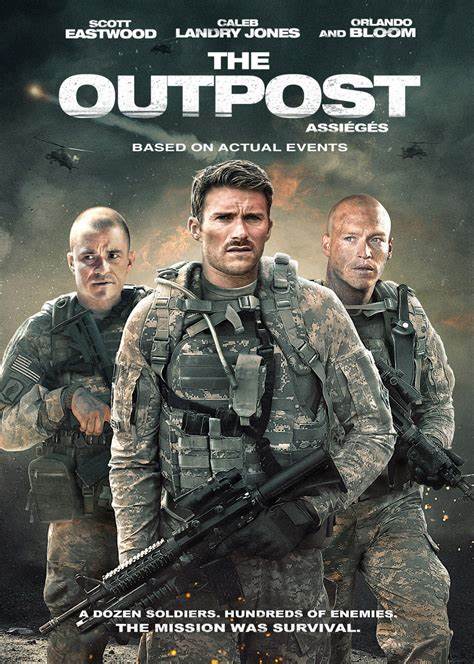 SCOTT
EASTWOOD
CALEB
LANDRY JONES
ORLANDO
AND BLOOM
THE
OUTPOST
ASSIÉGÉS
BASED ON ACTUAL EVENTS
A DOZEN SOLDIERS. HUNDREDS OF ENEMIES.
THE MISSION WAS SURVIVAL.